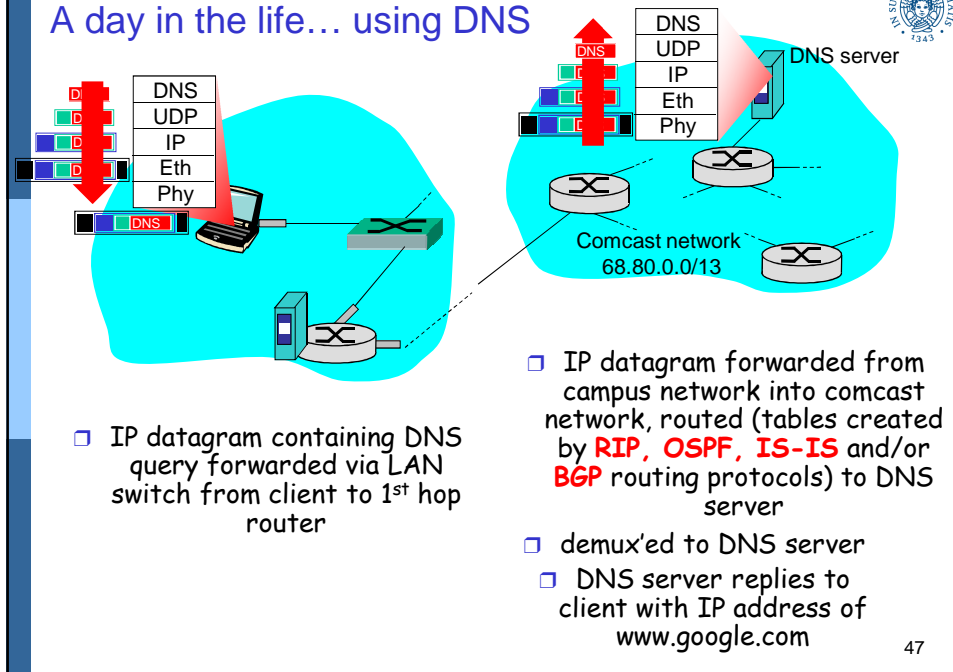 A day in the life… using DNS
DNS
UDP
IP
Eth
Phy
DNS
DNS
DNS
UDP
IP
Eth
Phy
DNS server
Comcast network
68.80.0.0/13
1343
❒ IP datagram containing DNS
query forwarded via LAN
switch from client to 1st hop
router
❒ IP datagram forwarded from
campus network into comcast
network, routed (tables created
by RIP, OSPF, IS-IS and/or
BGP routing protocols) to DNS
server
❒ demux'ed to DNS server
❒ DNS server replies to
client with IP address of
www.google.com
47